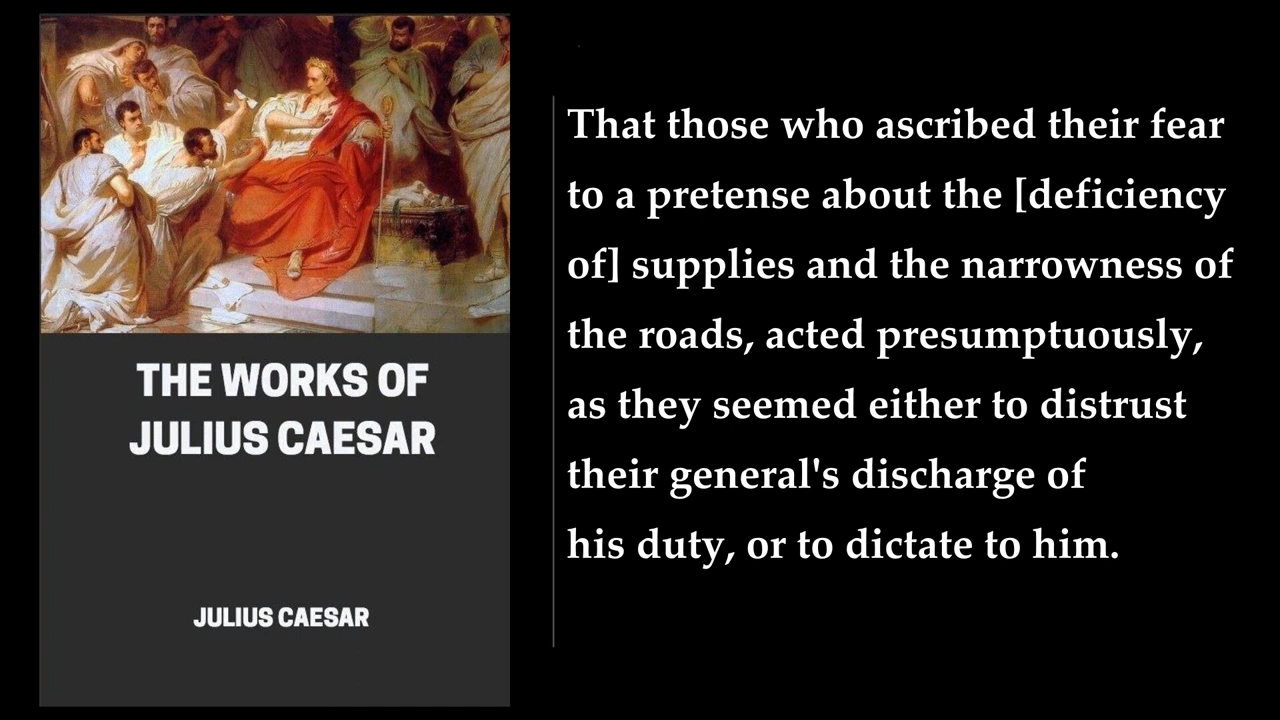 THE WORKS OF
JULIUS CAESAR
JULIUS CAESAR
That those who ascribed their fear
to a pretense about the [deficiency
of] supplies and the narrowness of
the roads, acted presumptuously,
as they seemed either to distrust
their general's discharge of
his duty, or to dictate to him.